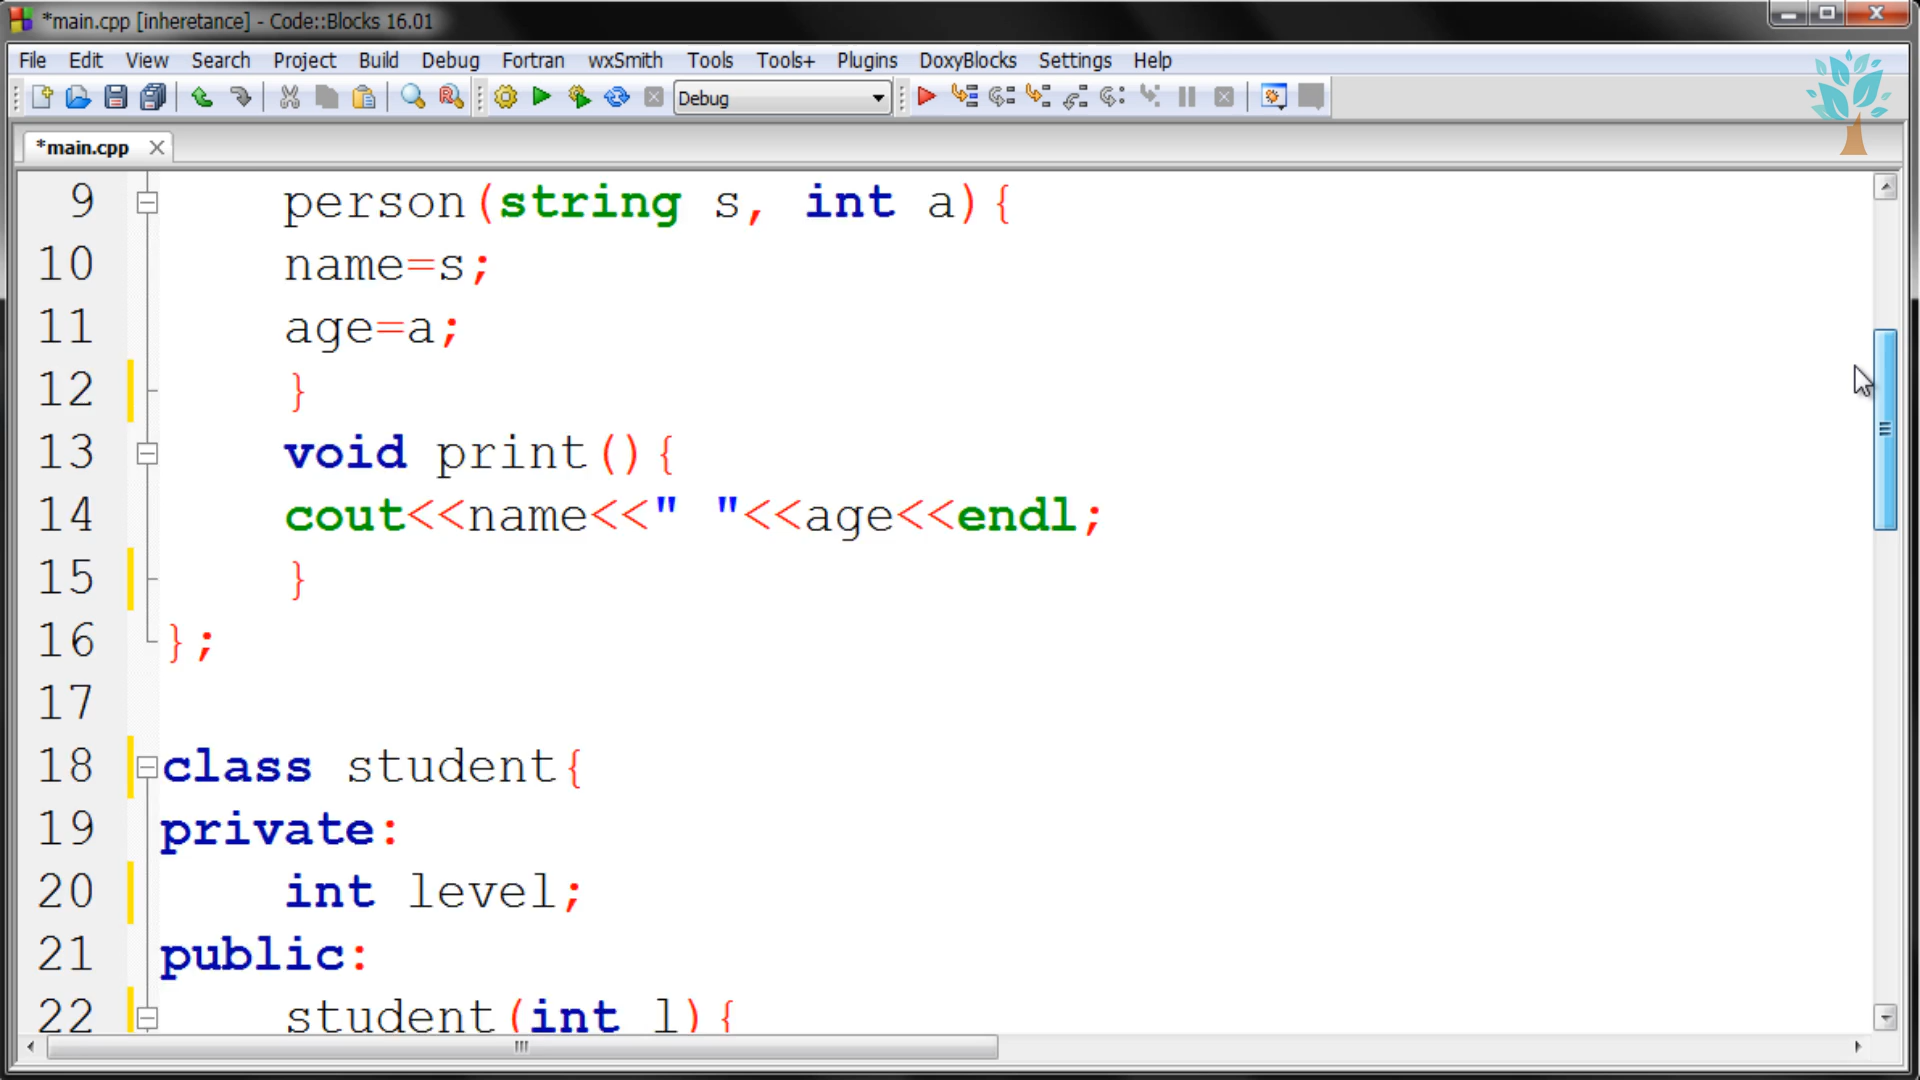 *main.cpp [inheretance] - Code::Blocks 16.01
File Edit View Search Project Build Debug Fortran wxSmith Tools Tools+ Plugins DoxyBlocks Settings Help
Debug
*main.cpp
9 person(string s, int a){
10 name=s;
11 age=a;
12 }
13 void print(){
14 cout<<name<<" "<<age<<endl;
15 }
16 };
17
18 class student{
19 private:
20 int level;
21 public:
22 student(int l){